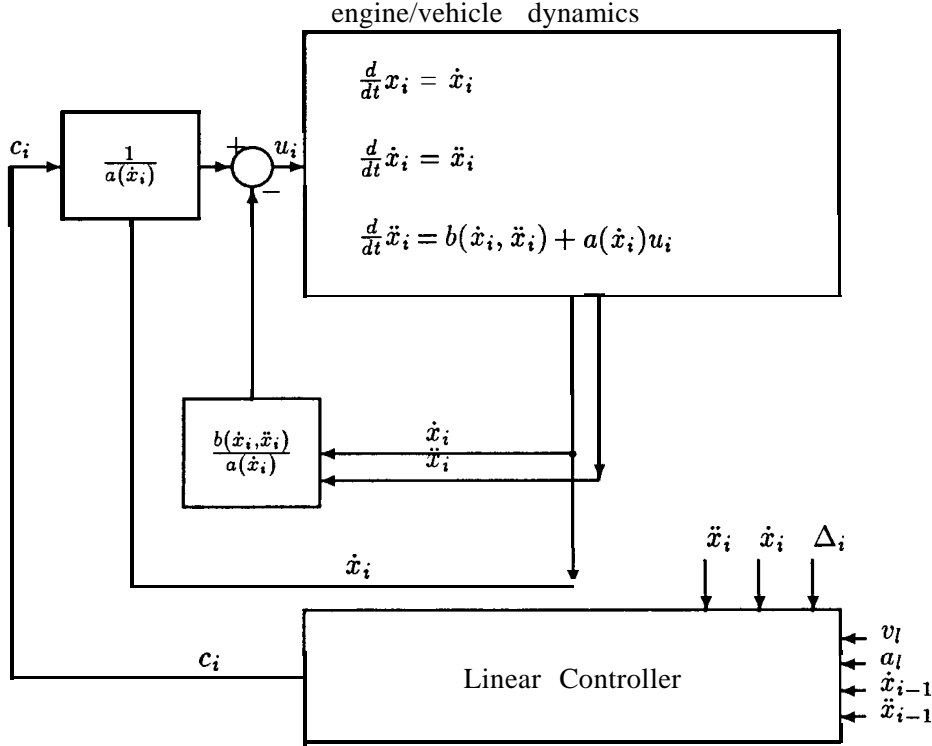 engine/vehicle dynamics
d/dt x_i = ẋ_i
c_i
1/a(ẋ_i)
+
−
u_i
d/dt ẋ_i = ẍ_i
d/dt ẍ_i = b(ẋ_i, ẍ_i) + a(ẋ_i)u_i
b(ẋ_i,ẍ_i)/a(ẋ_i)
ẋ_i
ẍ_i
ẍ_i ẋ_i Δ_i
ẋ_i
c_i
Linear Controller
v_l
a_l
ẋ_{i−1}
ẍ_{i−1}